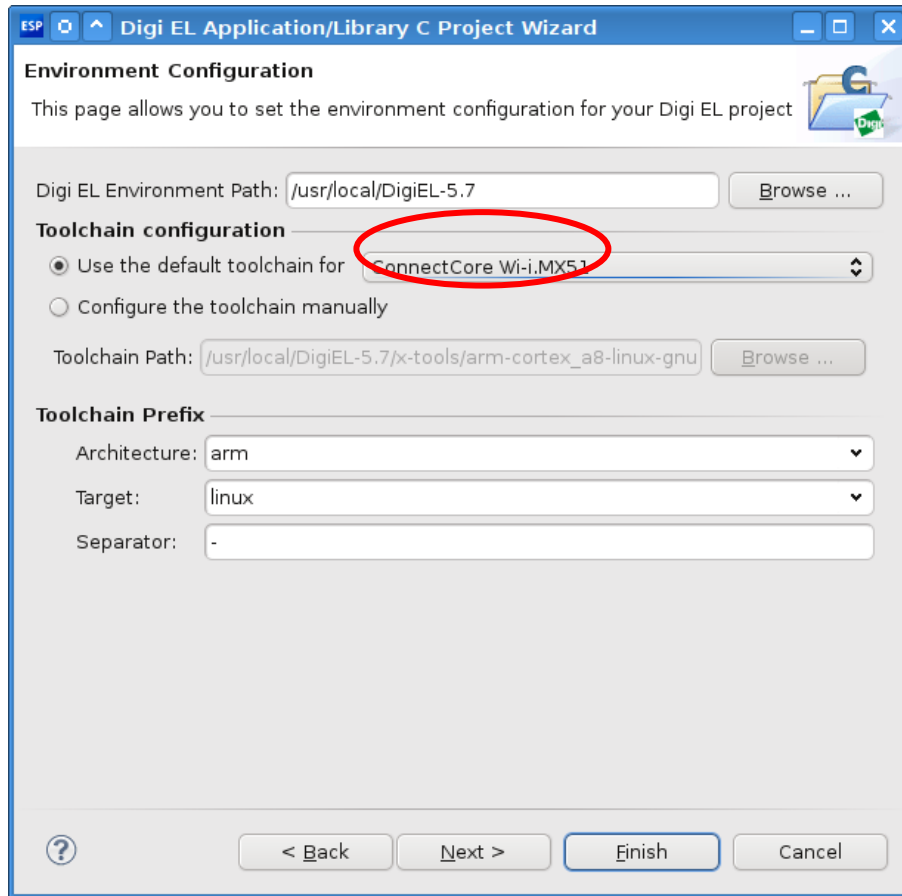 ESP Digi EL Application/Library C Project Wizard
Environment Configuration
This page allows you to set the environment configuration for your Digi EL project
C
Digi
Digi EL Environment Path: /usr/local/DigiEL-5.7 Browse ...
Toolchain configuration
Use the default toolchain for ConnectCore Wi-i.MX51
Configure the toolchain manually
Toolchain Path: /usr/local/DigiEL-5.7/x-tools/arm-cortex_a8-linux-gnu Browse ...
Toolchain Prefix
Architecture: arm
Target: linux
Separator: -
? < Back Next > Finish Cancel